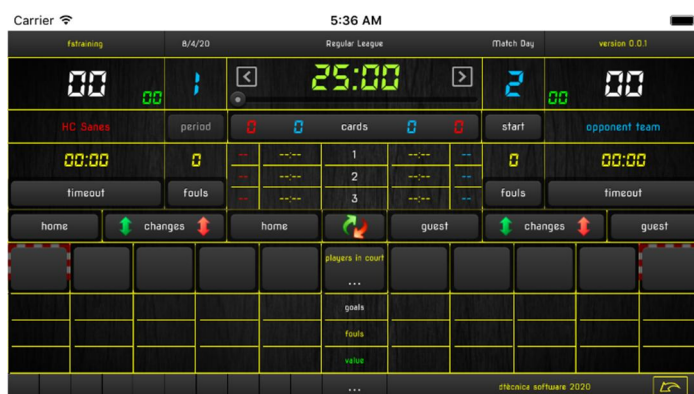 Carrier 5:36 AM
fstraining 8/4/20 Regular League Match Day version 0.0.1
00 00 1 25:00 2 00 00
HC Sanes period 0 0 cards 0 0 start opponent team
00:00 0 -- --:-- 1 --:-- -- 0 00:00
-- --:-- 2 --:-- --
timeout fouls -- --:-- 3 --:-- -- fouls timeout
home changes home guest changes guest
players in court
...
goals
fouls
value
... dtècnica software 2020